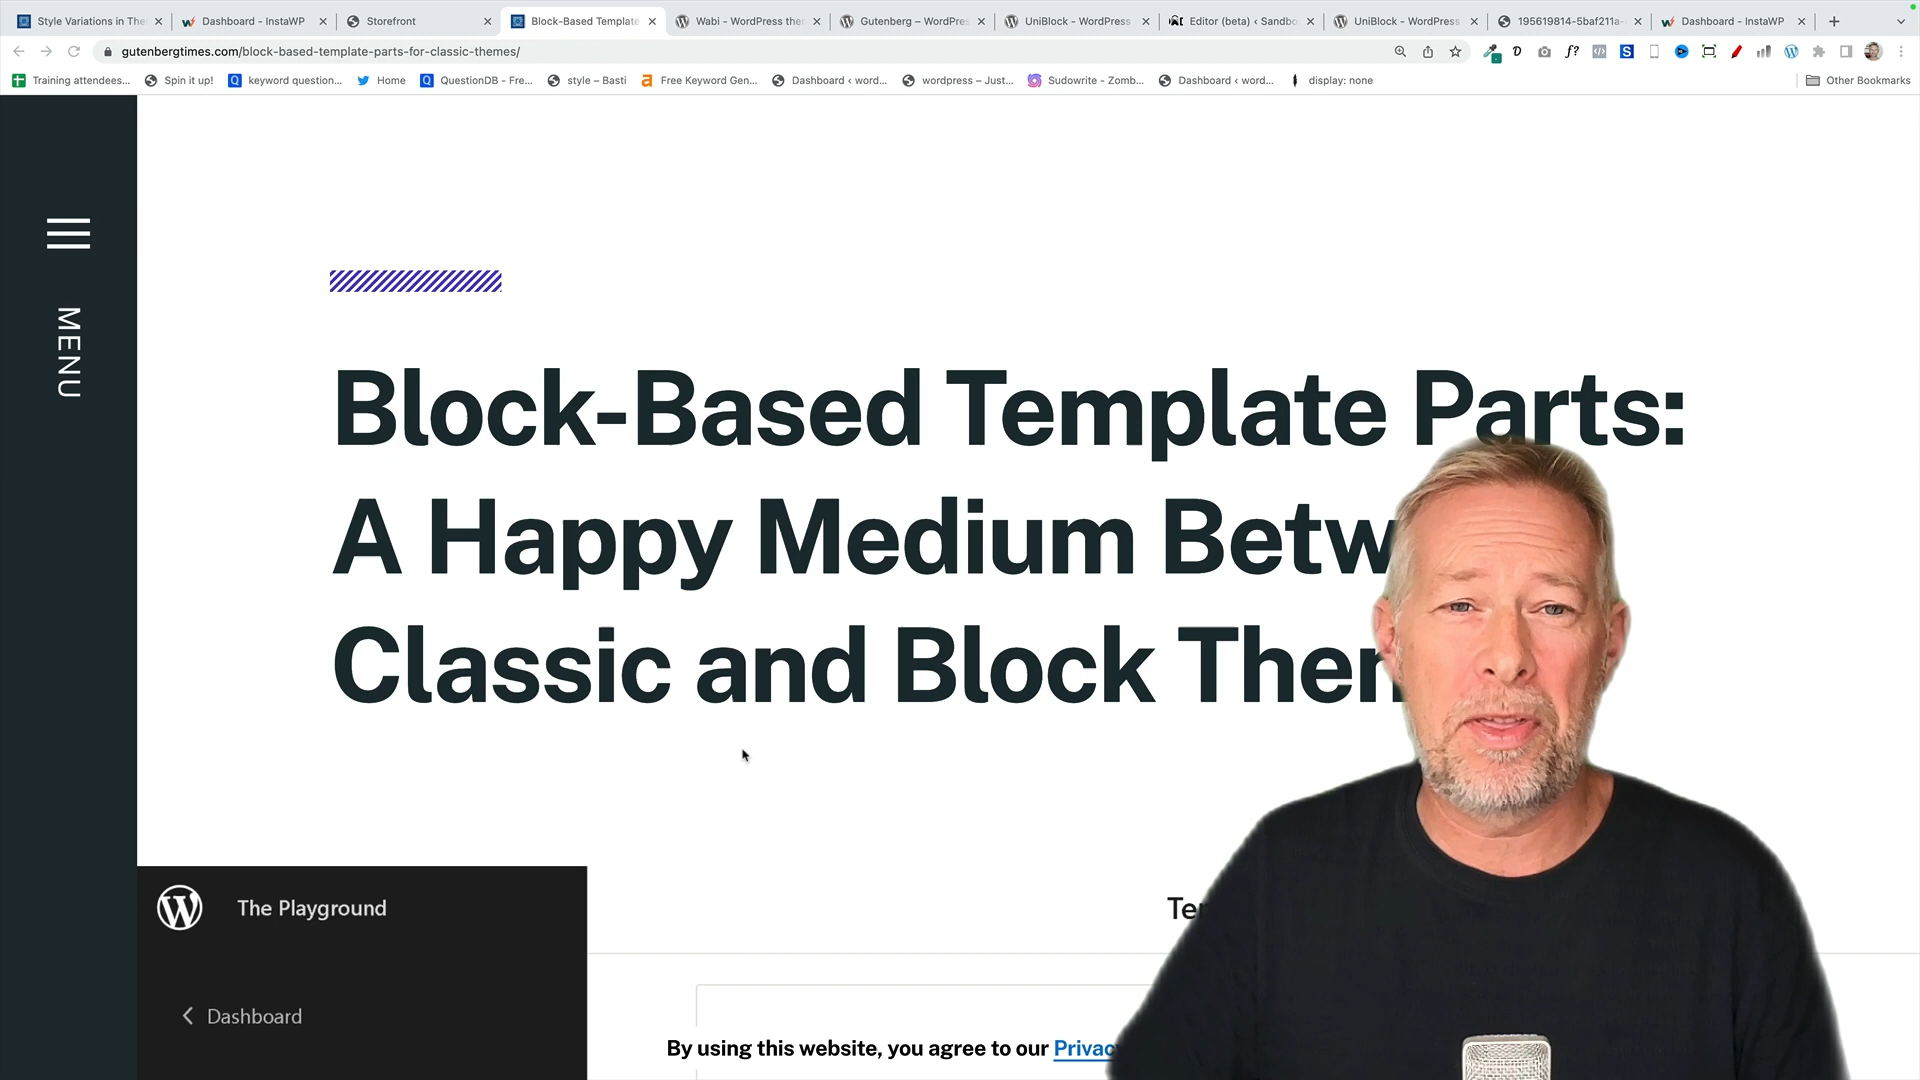 Style Variations in The
Dashboard - InstaWP
Storefront
Block-Based Template
Wabi - WordPress the
Gutenberg – WordPres
UniBlock - WordPress
Editor (beta) ‹ Sandbo
UniBlock - WordPress
195619814-5baf211a-
Dashboard - InstaWP
gutenbergtimes.com/block-based-template-parts-for-classic-themes/
Training attendees...
Spin it up!
keyword question...
Home
QuestionDB - Fre...
style – Basti
Free Keyword Gen...
Dashboard ‹ word...
wordpress – Just...
Sudowrite - Zomb...
Dashboard ‹ word...
display: none
Other Bookmarks
MENU
Block-Based Template Parts:
A Happy Medium Betw
Classic and Block Them
The Playground
Tem
Dashboard
By using this website, you agree to our Privacy